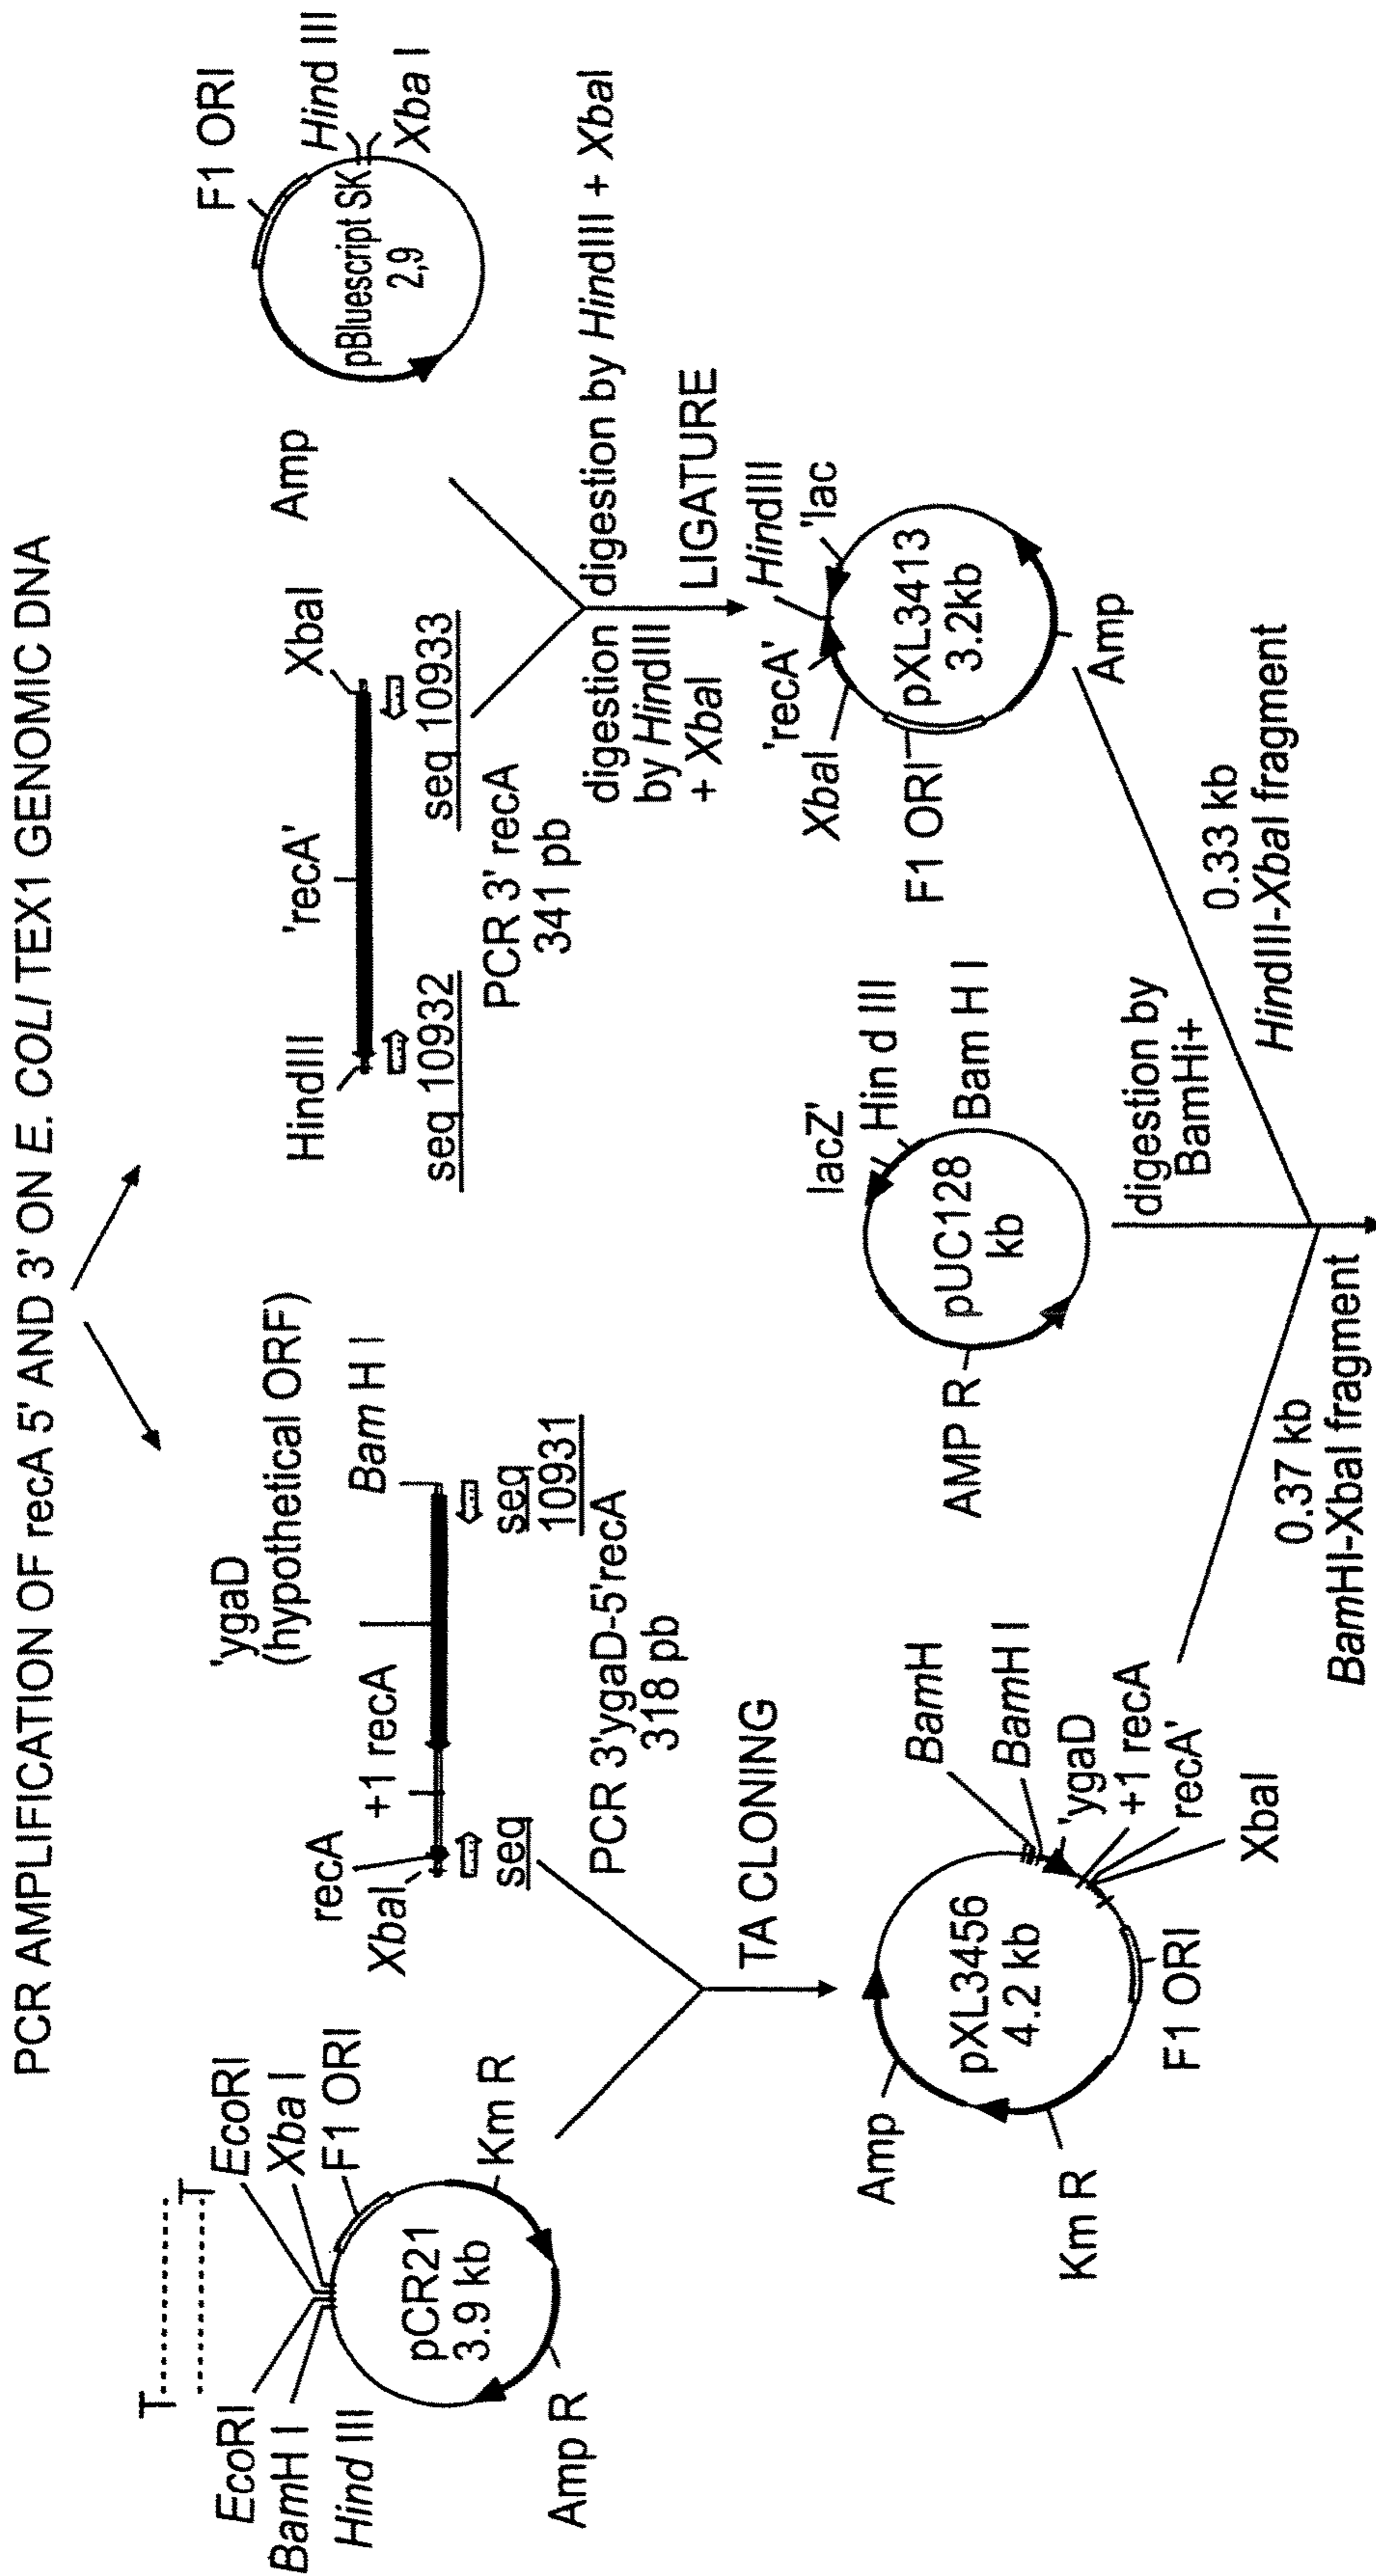 PCR AMPLIFICATION OF recA 5' AND 3' ON E. COLI TEX1 GENOMIC DNA
T
T
EcoRI
BamH I
Hind III
EcoRI
Xba I
F1 ORI
pCR21
3.9 kb
Km R
Amp R
'ygaD
(hypothetical ORF)
recA
+1 recA
XbaI
Bam H I
seq
seq
10931
PCR 3'ygaD-5'recA
318 pb
TA CLONING
HindIII
'recA'
XbaI
seq 10932
seq 10933
PCR 3' recA
341 pb
Amp
F1 ORI
Hind III
Xba I
pBluescript SK
2,9
digestion
by HindIII
+ XbaI
digestion by HindIII + XbaI
LIGATURE
Amp
pXL3456
4.2 kb
BamH
BamH I
'ygaD
+1 recA
recA'
XbaI
F1 ORI
Km R
lacZ'
Hin d III
Bam H I
pUC128
kb
AMP R
XbaI
'recA'
HindIII
'lac
F1 ORI
pXL3413
3.2kb
Amp
digestion by
BamHi+
0.37 kb
BamHI-XbaI fragment
0.33 kb
HindIII-XbaI fragment